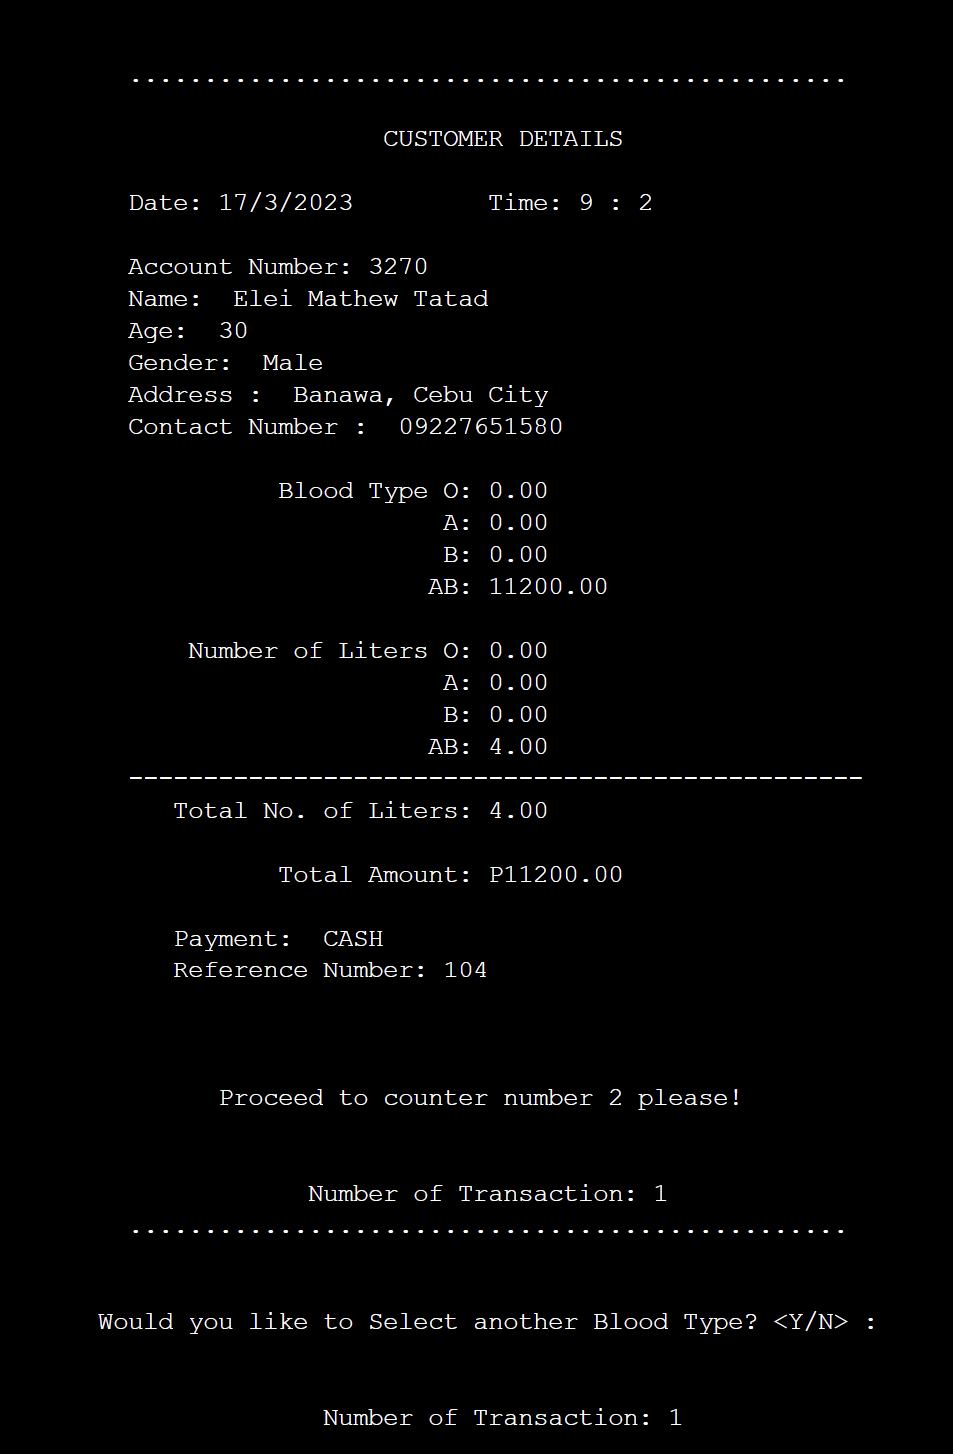 ................................................
CUSTOMER DETAILS
Date: 17/3/2023 Time: 9 : 2
Account Number: 3270
Name: Elei Mathew Tatad
Age: 30
Gender: Male
Address : Banawa, Cebu City
Contact Number : 09227651580
Blood Type O: 0.00
A: 0.00
B: 0.00
AB: 11200.00
Number of Liters O: 0.00
A: 0.00
B: 0.00
AB: 4.00
-------------------------------------------------
Total No. of Liters: 4.00
Total Amount: P11200.00
Payment: CASH
Reference Number: 104
Proceed to counter number 2 please!
Number of Transaction: 1
................................................
Would you like to Select another Blood Type? <Y/N> :
Number of Transaction: 1